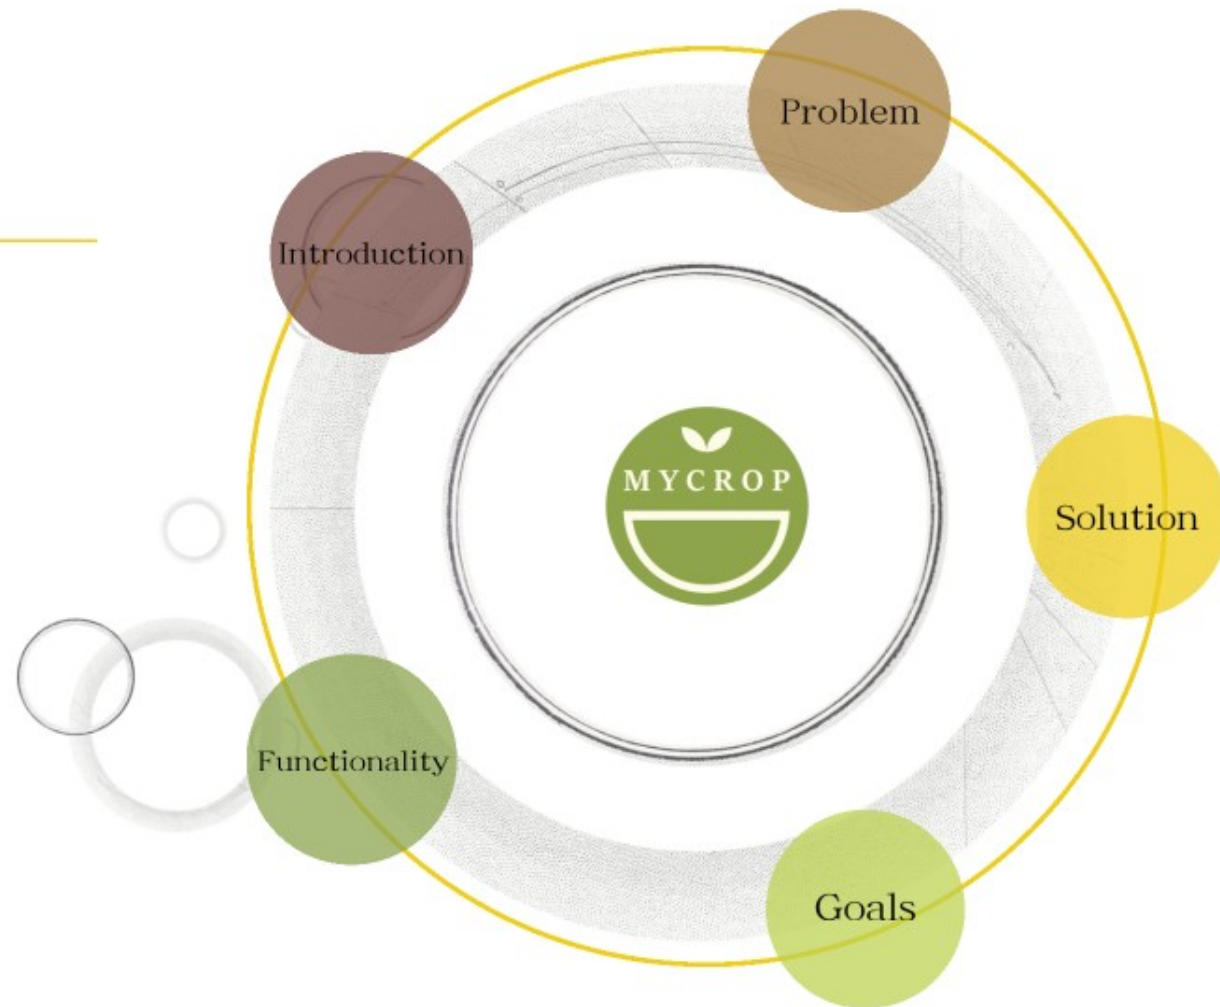 Problem
Introduction
MYCROP
Solution
Functionality
Goals